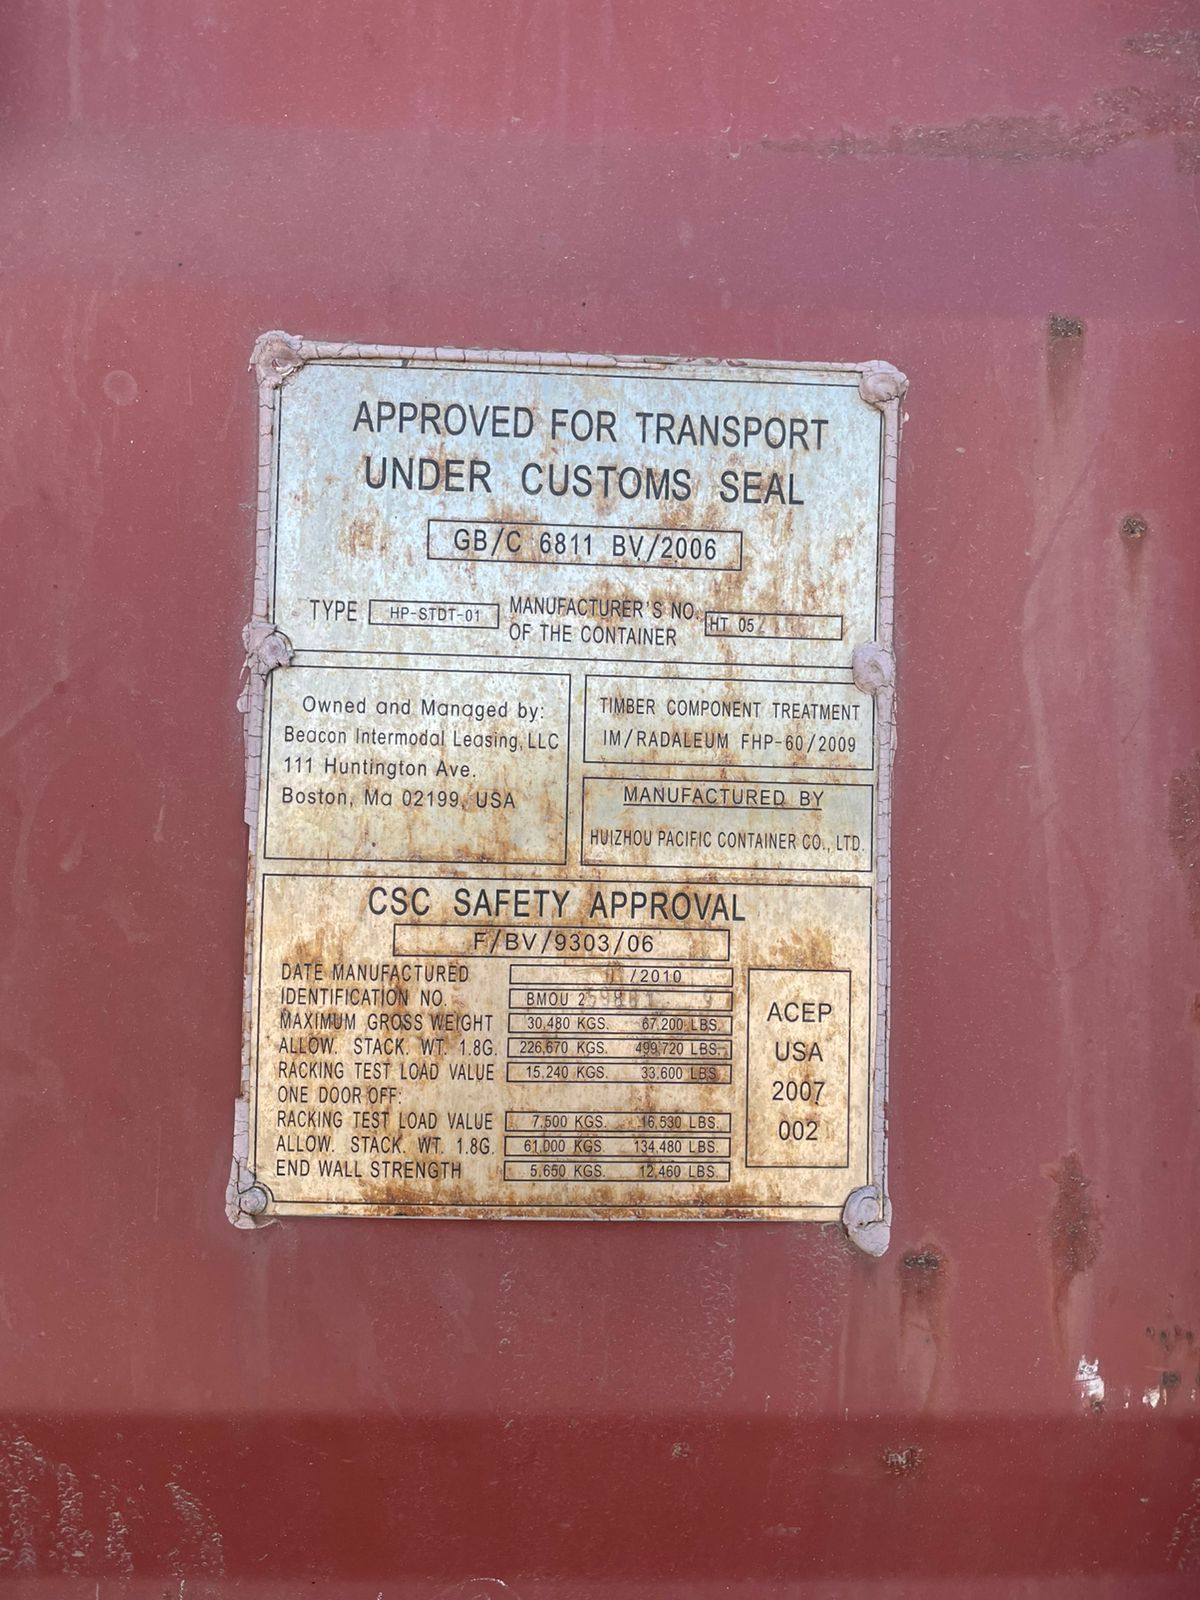 APPROVED FOR TRANSPORT
UNDER CUSTOMS SEAL
GB/C 6811 BV/2006
TYPE HP-STDT-01 MANUFACTURER'S NO. OF THE CONTAINER HT 05
Owned and Managed by:
Beacon Intermodal Leasing, LLC
111 Huntington Ave.
Boston, Ma 02199, USA
TIMBER COMPONENT TREATMENT
IM/RADALEUM FHP-60/2009
MANUFACTURED BY
HUIZHOU PACIFIC CONTAINER CO., LTD.
CSC SAFETY APPROVAL
F/BV/9303/06
DATE MANUFACTURED /2010
IDENTIFICATION NO. BMOU 2
MAXIMUM GROSS WEIGHT 30,480 KGS. 67,200 LBS.
ALLOW. STACK. WT. 1.8G. 226,670 KGS. 499,720 LBS.
RACKING TEST LOAD VALUE 15,240 KGS. 33,600 LBS.
ONE DOOR OFF:
RACKING TEST LOAD VALUE 7,500 KGS. 16,530 LBS.
ALLOW. STACK. WT. 1.8G. 61,000 KGS. 134,480 LBS.
END WALL STRENGTH 5,650 KGS. 12,460 LBS.
ACEP
USA
2007
002